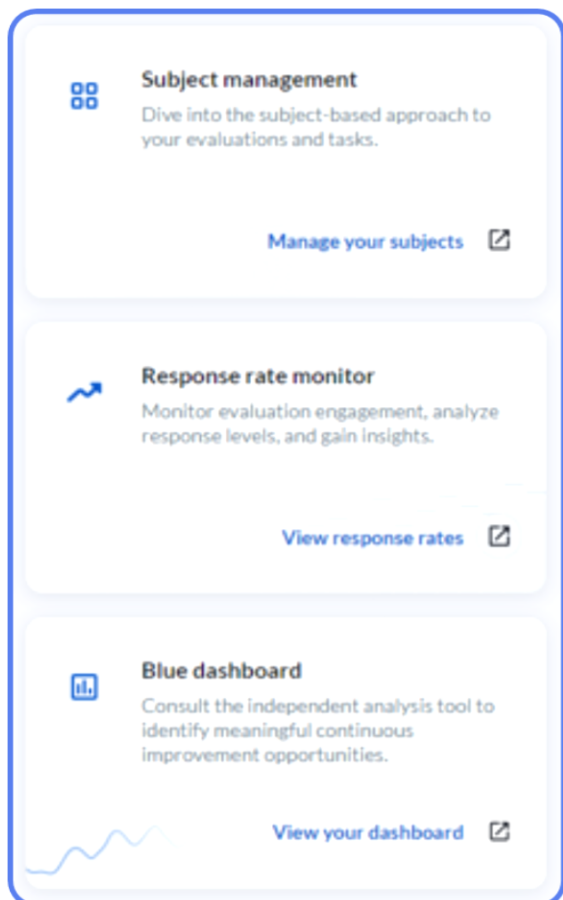 Subject management
Dive into the subject-based approach to
your evaluations and tasks.
Manage your subjects
Response rate monitor
Monitor evaluation engagement, analyze
response levels, and gain insights.
View response rates
Blue dashboard
Consult the independent analysis tool to
identify meaningful continuous
improvement opportunities.
View your dashboard